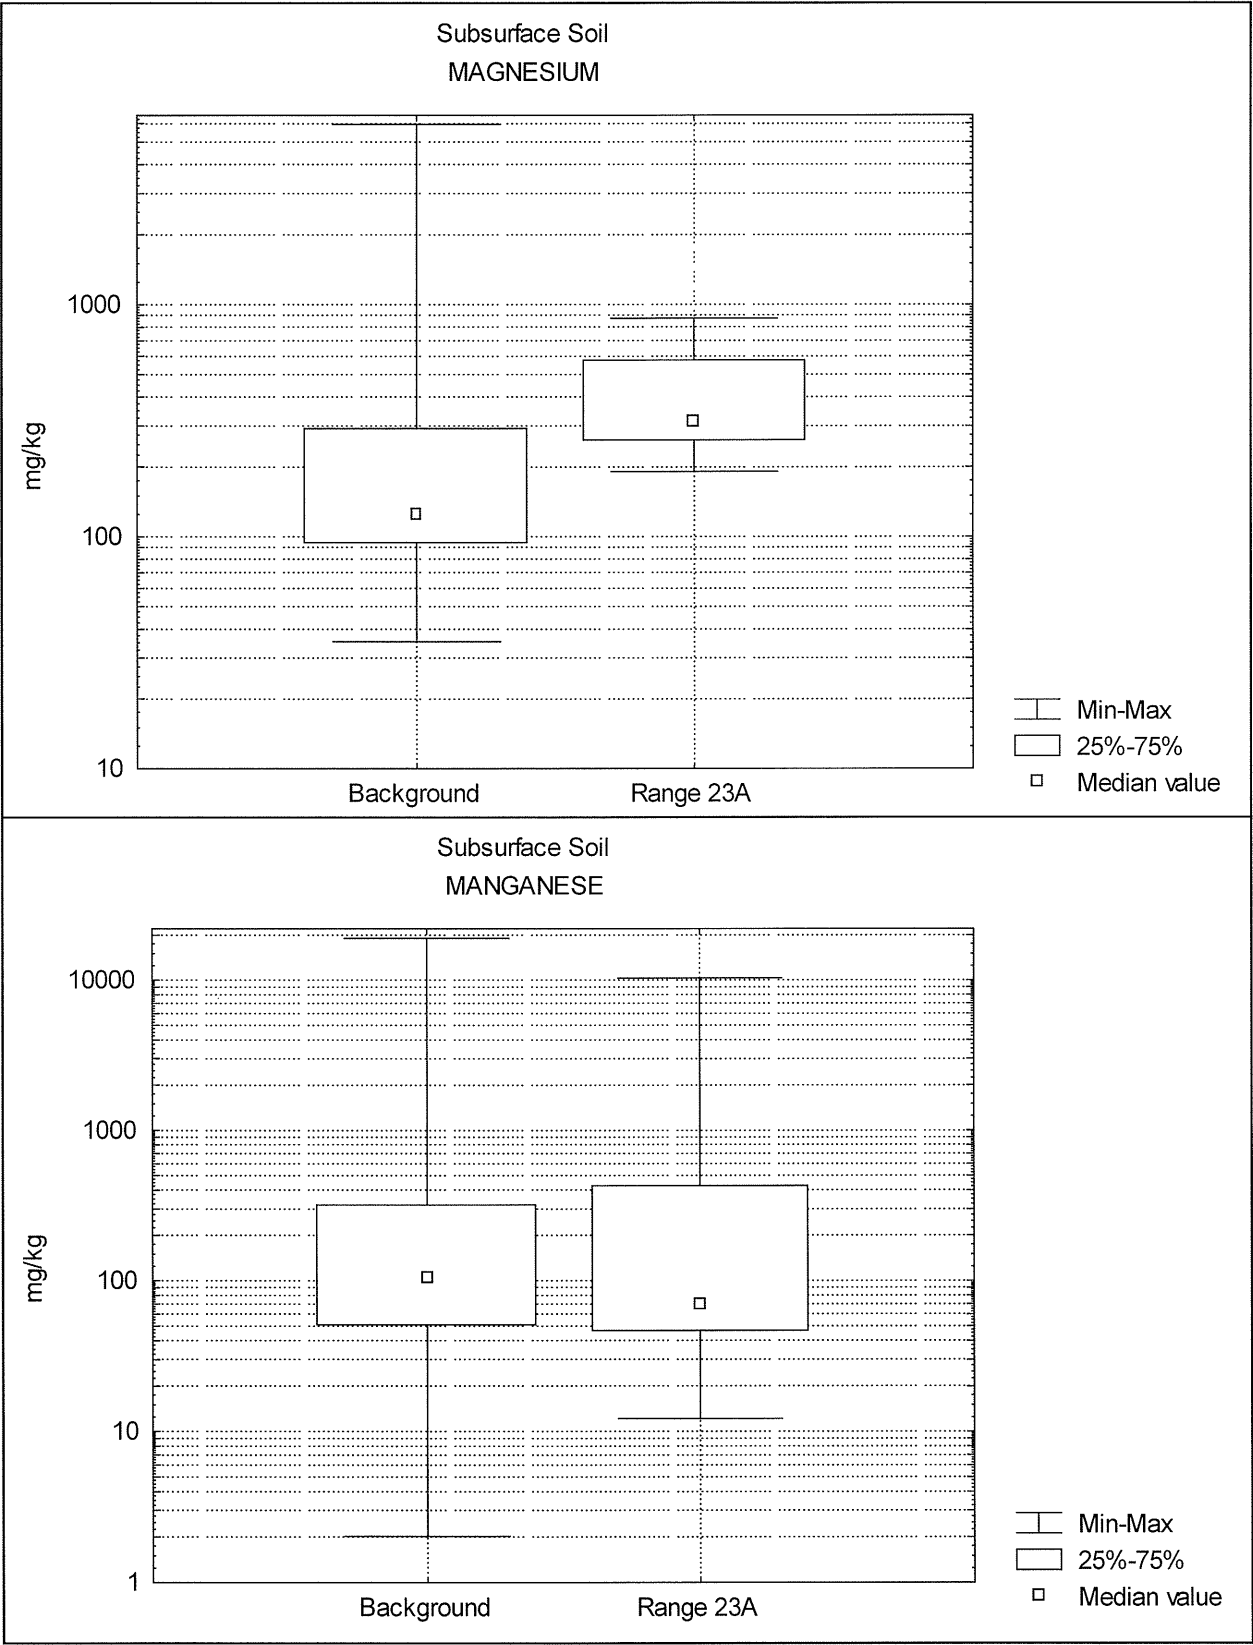 Subsurface Soil
MAGNESIUM
1000
100
10
mg/kg
Background Range 23A
Min-Max
25%-75%
Median value
Subsurface Soil
MANGANESE
10000
1000
100
10
1
mg/kg
Background Range 23A
Min-Max
25%-75%
Median value